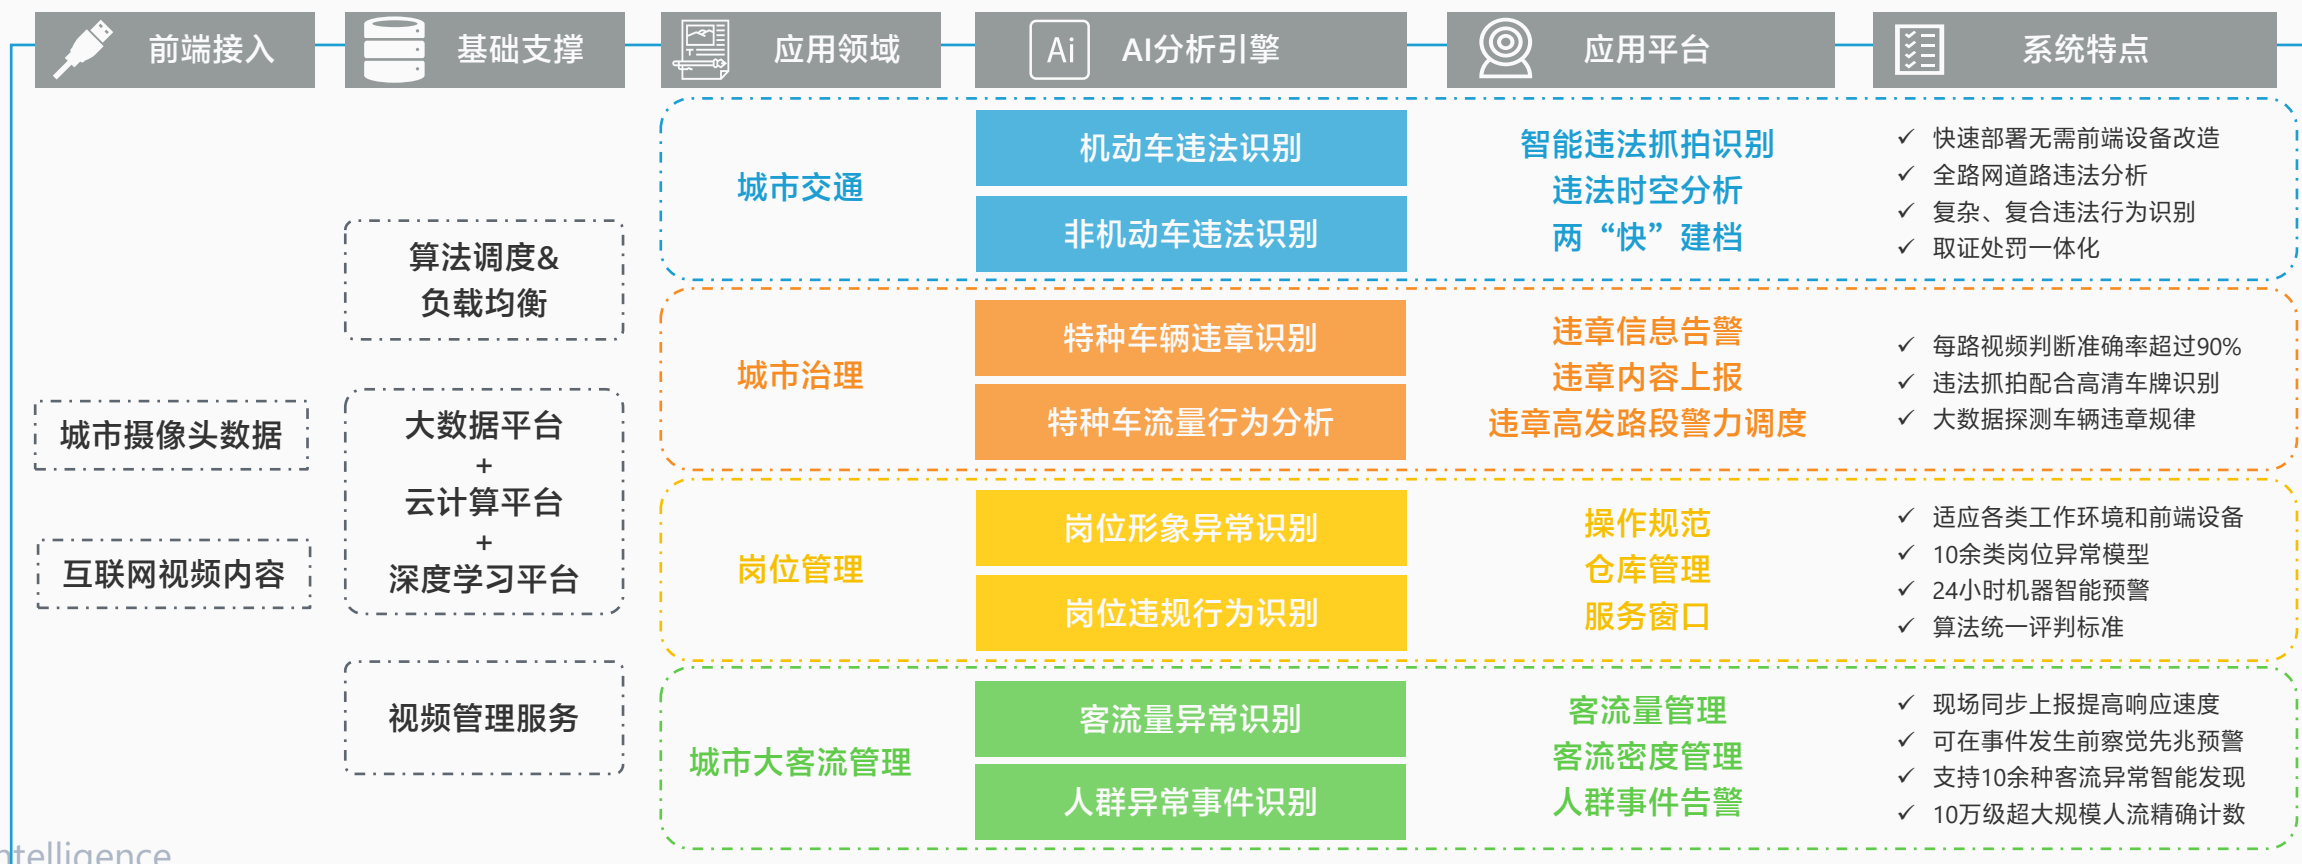 前端接入
基础支撑
应用领域
Ai
AI分析引擎
应用平台
系统特点
城市摄像头数据
互联网视频内容
算法调度&
负载均衡
大数据平台
+
云计算平台
+
深度学习平台
视频管理服务
城市交通
机动车违法识别
非机动车违法识别
智能违法抓拍识别
违法时空分析
两“快”建档
✓ 快速部署无需前端设备改造
✓ 全路网道路违法分析
✓ 复杂、复合违法行为识别
✓ 取证处罚一体化
城市治理
特种车辆违章识别
特种车流量行为分析
违章信息告警
违章内容上报
违章高发路段警力调度
✓ 每路视频判断准确率超过90%
✓ 违法抓拍配合高清车牌识别
✓ 大数据探测车辆违章规律
岗位管理
岗位形象异常识别
岗位违规行为识别
操作规范
仓库管理
服务窗口
✓ 适应各类工作环境和前端设备
✓ 10余类岗位异常模型
✓ 24小时机器智能预警
✓ 算法统一评判标准
城市大客流管理
客流量异常识别
人群异常事件识别
客流量管理
客流密度管理
人群事件告警
✓ 现场同步上报提高响应速度
✓ 可在事件发生前察觉先兆预警
✓ 支持10余种客流异常智能发现
✓ 10万级超大规模人流精确计数
ntelligence